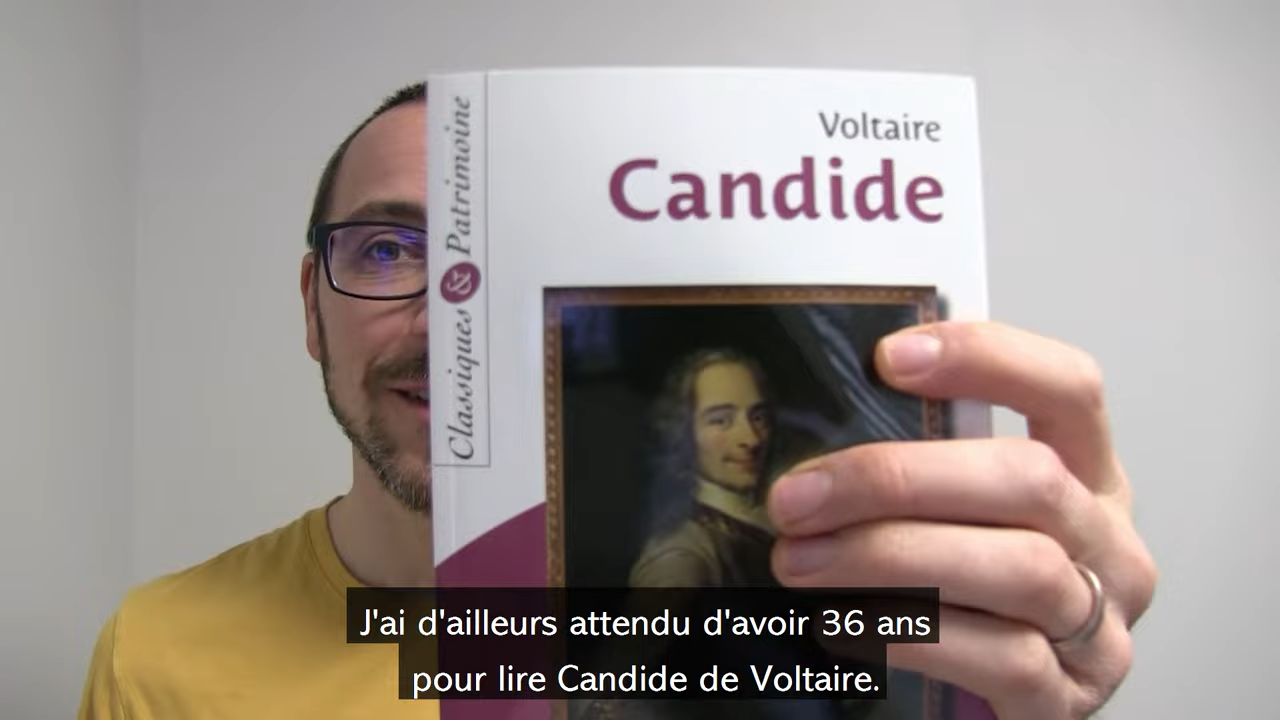 Voltaire
Candide
Classiques & Patrimoine
J'ai d'ailleurs attendu d'avoir 36 ans
pour lire Candide de Voltaire.